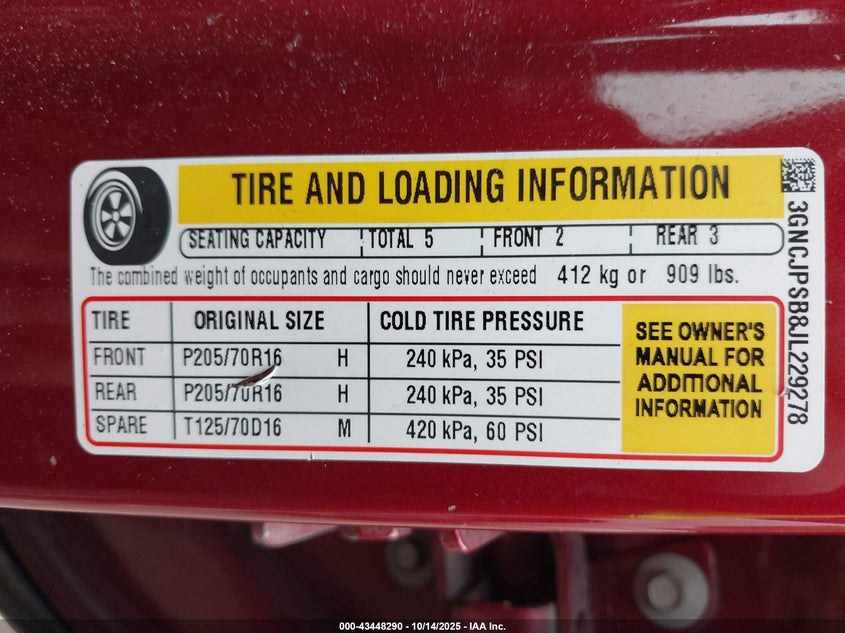 TIRE AND LOADING INFORMATION
SEATING CAPACITY TOTAL 5 FRONT 2 REAR 3
The combined weight of occupants and cargo should never exceed 412 kg or 909 lbs.
TIRE ORIGINAL SIZE COLD TIRE PRESSURE
FRONT P205/70R16 H 240 kPa, 35 PSI
REAR P205/70R16 H 240 kPa, 35 PSI
SPARE T125/70D16 M 420 kPa, 60 PSI
SEE OWNER'S
MANUAL FOR
ADDITIONAL
INFORMATION
3GNCJPSB8JL229278
000-43448290 - 10/14/2025 - IAA Inc.